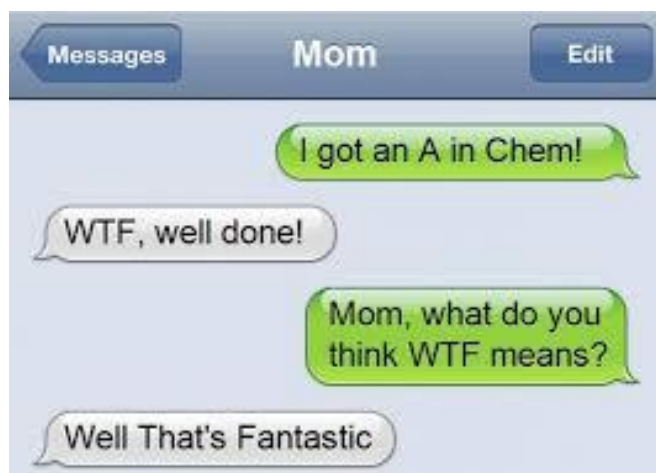 Messages
Mom
Edit
I got an A in Chem!
WTF, well done!
Mom, what do you
think WTF means?
Well That's Fantastic